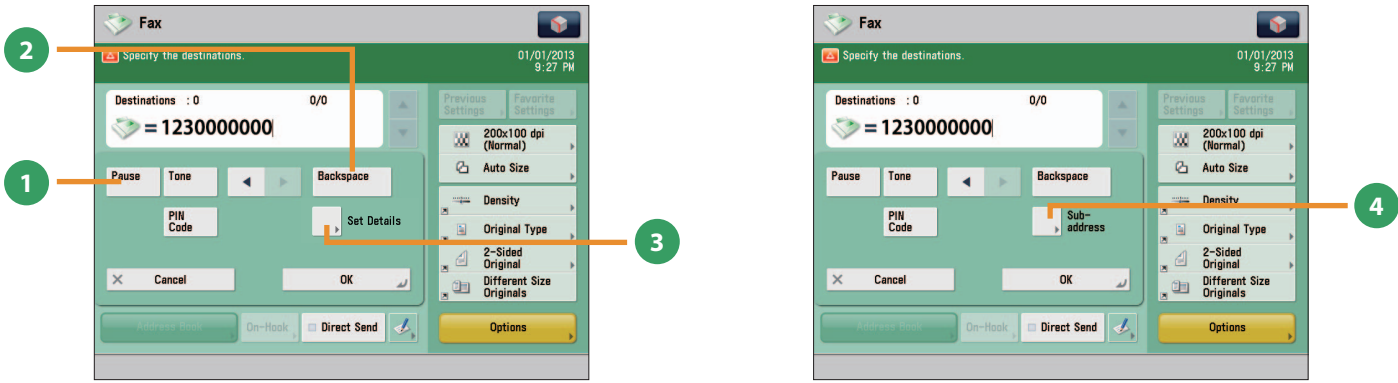 Fax
Specify the destinations.
01/01/2013
9:27 PM
Destinations : 0 0/0
=1230000000
Pause
Tone
Backspace
PIN
Code
Set Details
Cancel
OK
Address Book
On-Hook
Direct Send
Previous
Settings
Favorite
Settings
200x100 dpi
(Normal)
Auto Size
Density
Original Type
2-Sided
Original
Different Size
Originals
Options
1
2
3
Fax
Specify the destinations.
01/01/2013
9:27 PM
Destinations : 0 0/0
=1230000000
Pause
Tone
Backspace
PIN
Code
Sub-
address
Cancel
OK
Address Book
On-Hook
Direct Send
Previous
Settings
Favorite
Settings
200x100 dpi
(Normal)
Auto Size
Density
Original Type
2-Sided
Original
Different Size
Originals
Options
4